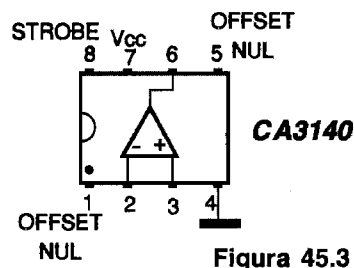 OFFSET
STROBE Vcc NUL
8 7 6 5
- +
CA3140
1 2 3 4
OFFSET
NUL
Figura 45.3